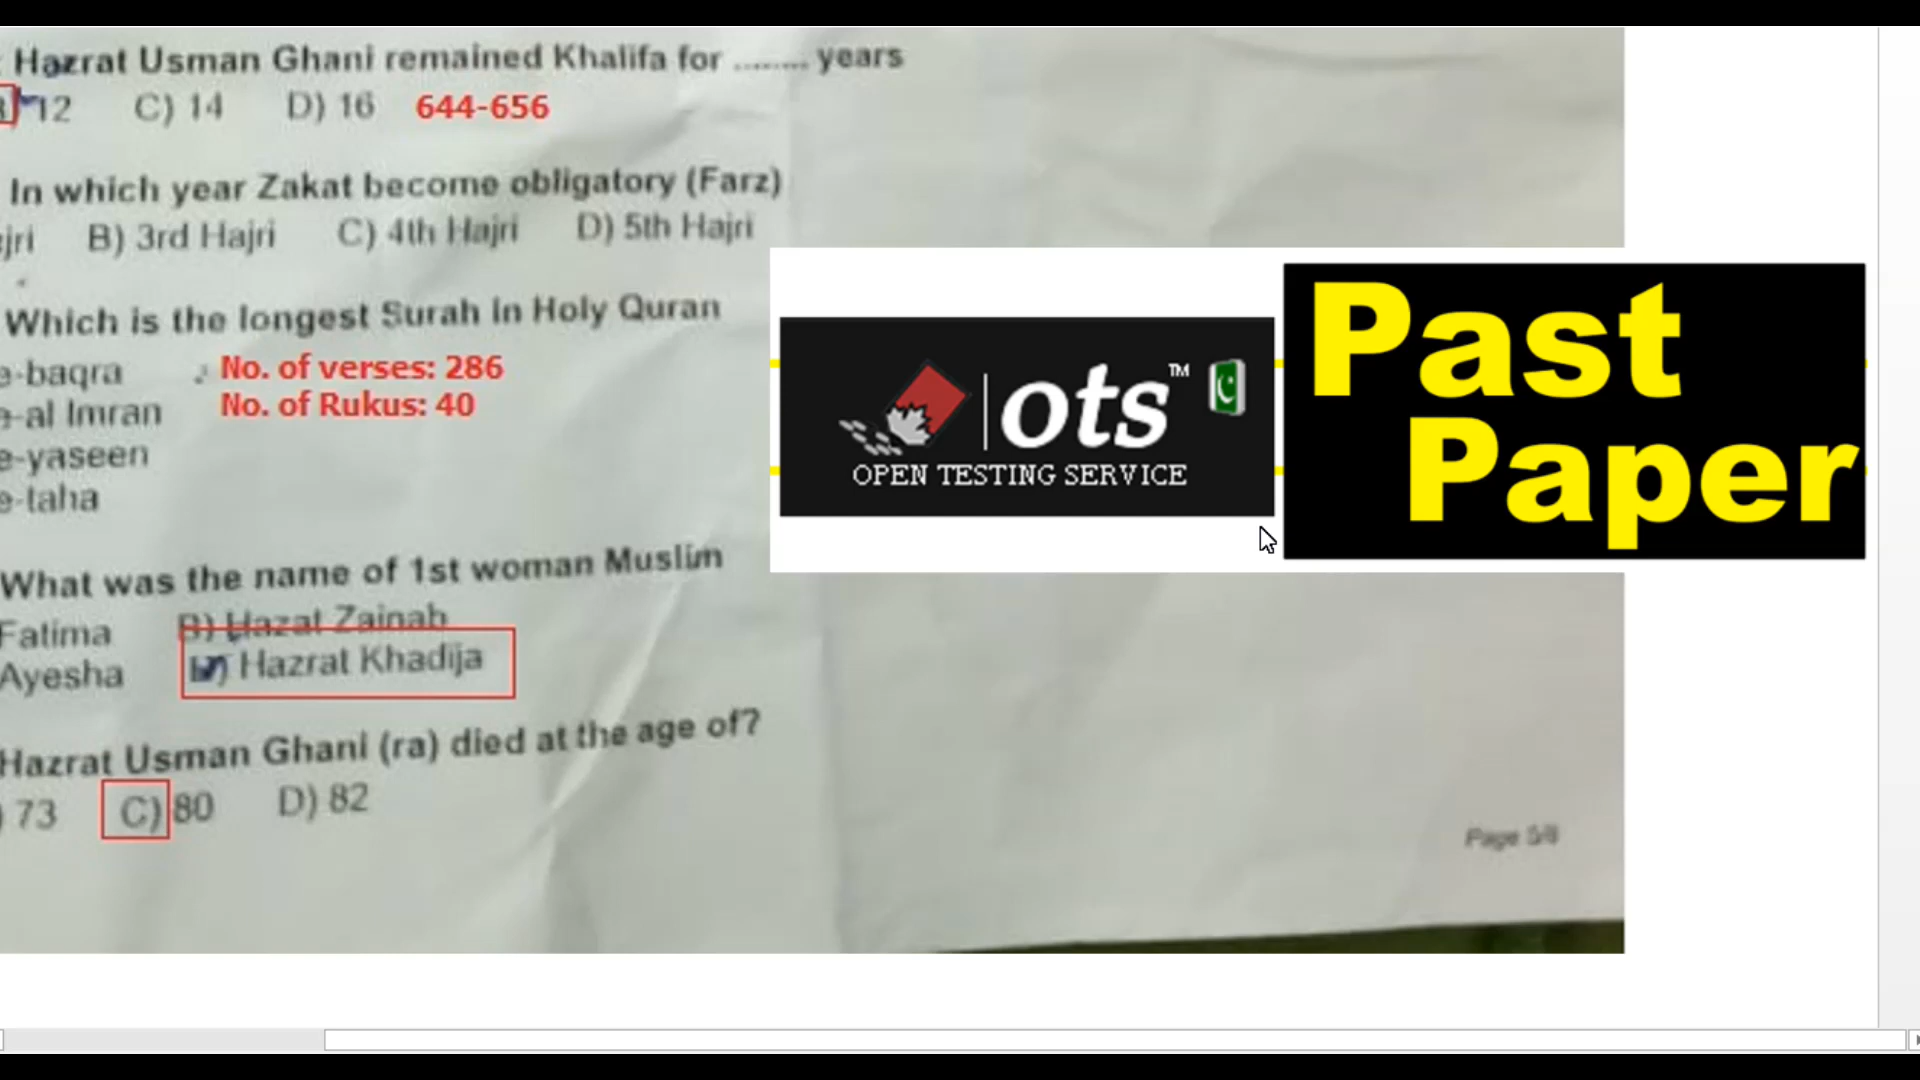 Hazrat Usman Ghani remained Khalifa for ........ years
12 C) 14 D) 16 644-656
In which year Zakat become obligatory (Farz)
jri B) 3rd Hajri C) 4th Hajri D) 5th Hajri
Which is the longest Surah in Holy Quran
e-baqra No. of verses: 286
e-al Imran No. of Rukus: 40
e-yaseen
e-taha
What was the name of 1st woman Muslim
Fatima B) Hazat Zainab
Ayesha Hazrat Khadija
Hazrat Usman Ghani (ra) died at the age of?
) 73 C) 80 D) 82
Page 5/8
ots TM
OPEN TESTING SERVICE
Past
Paper